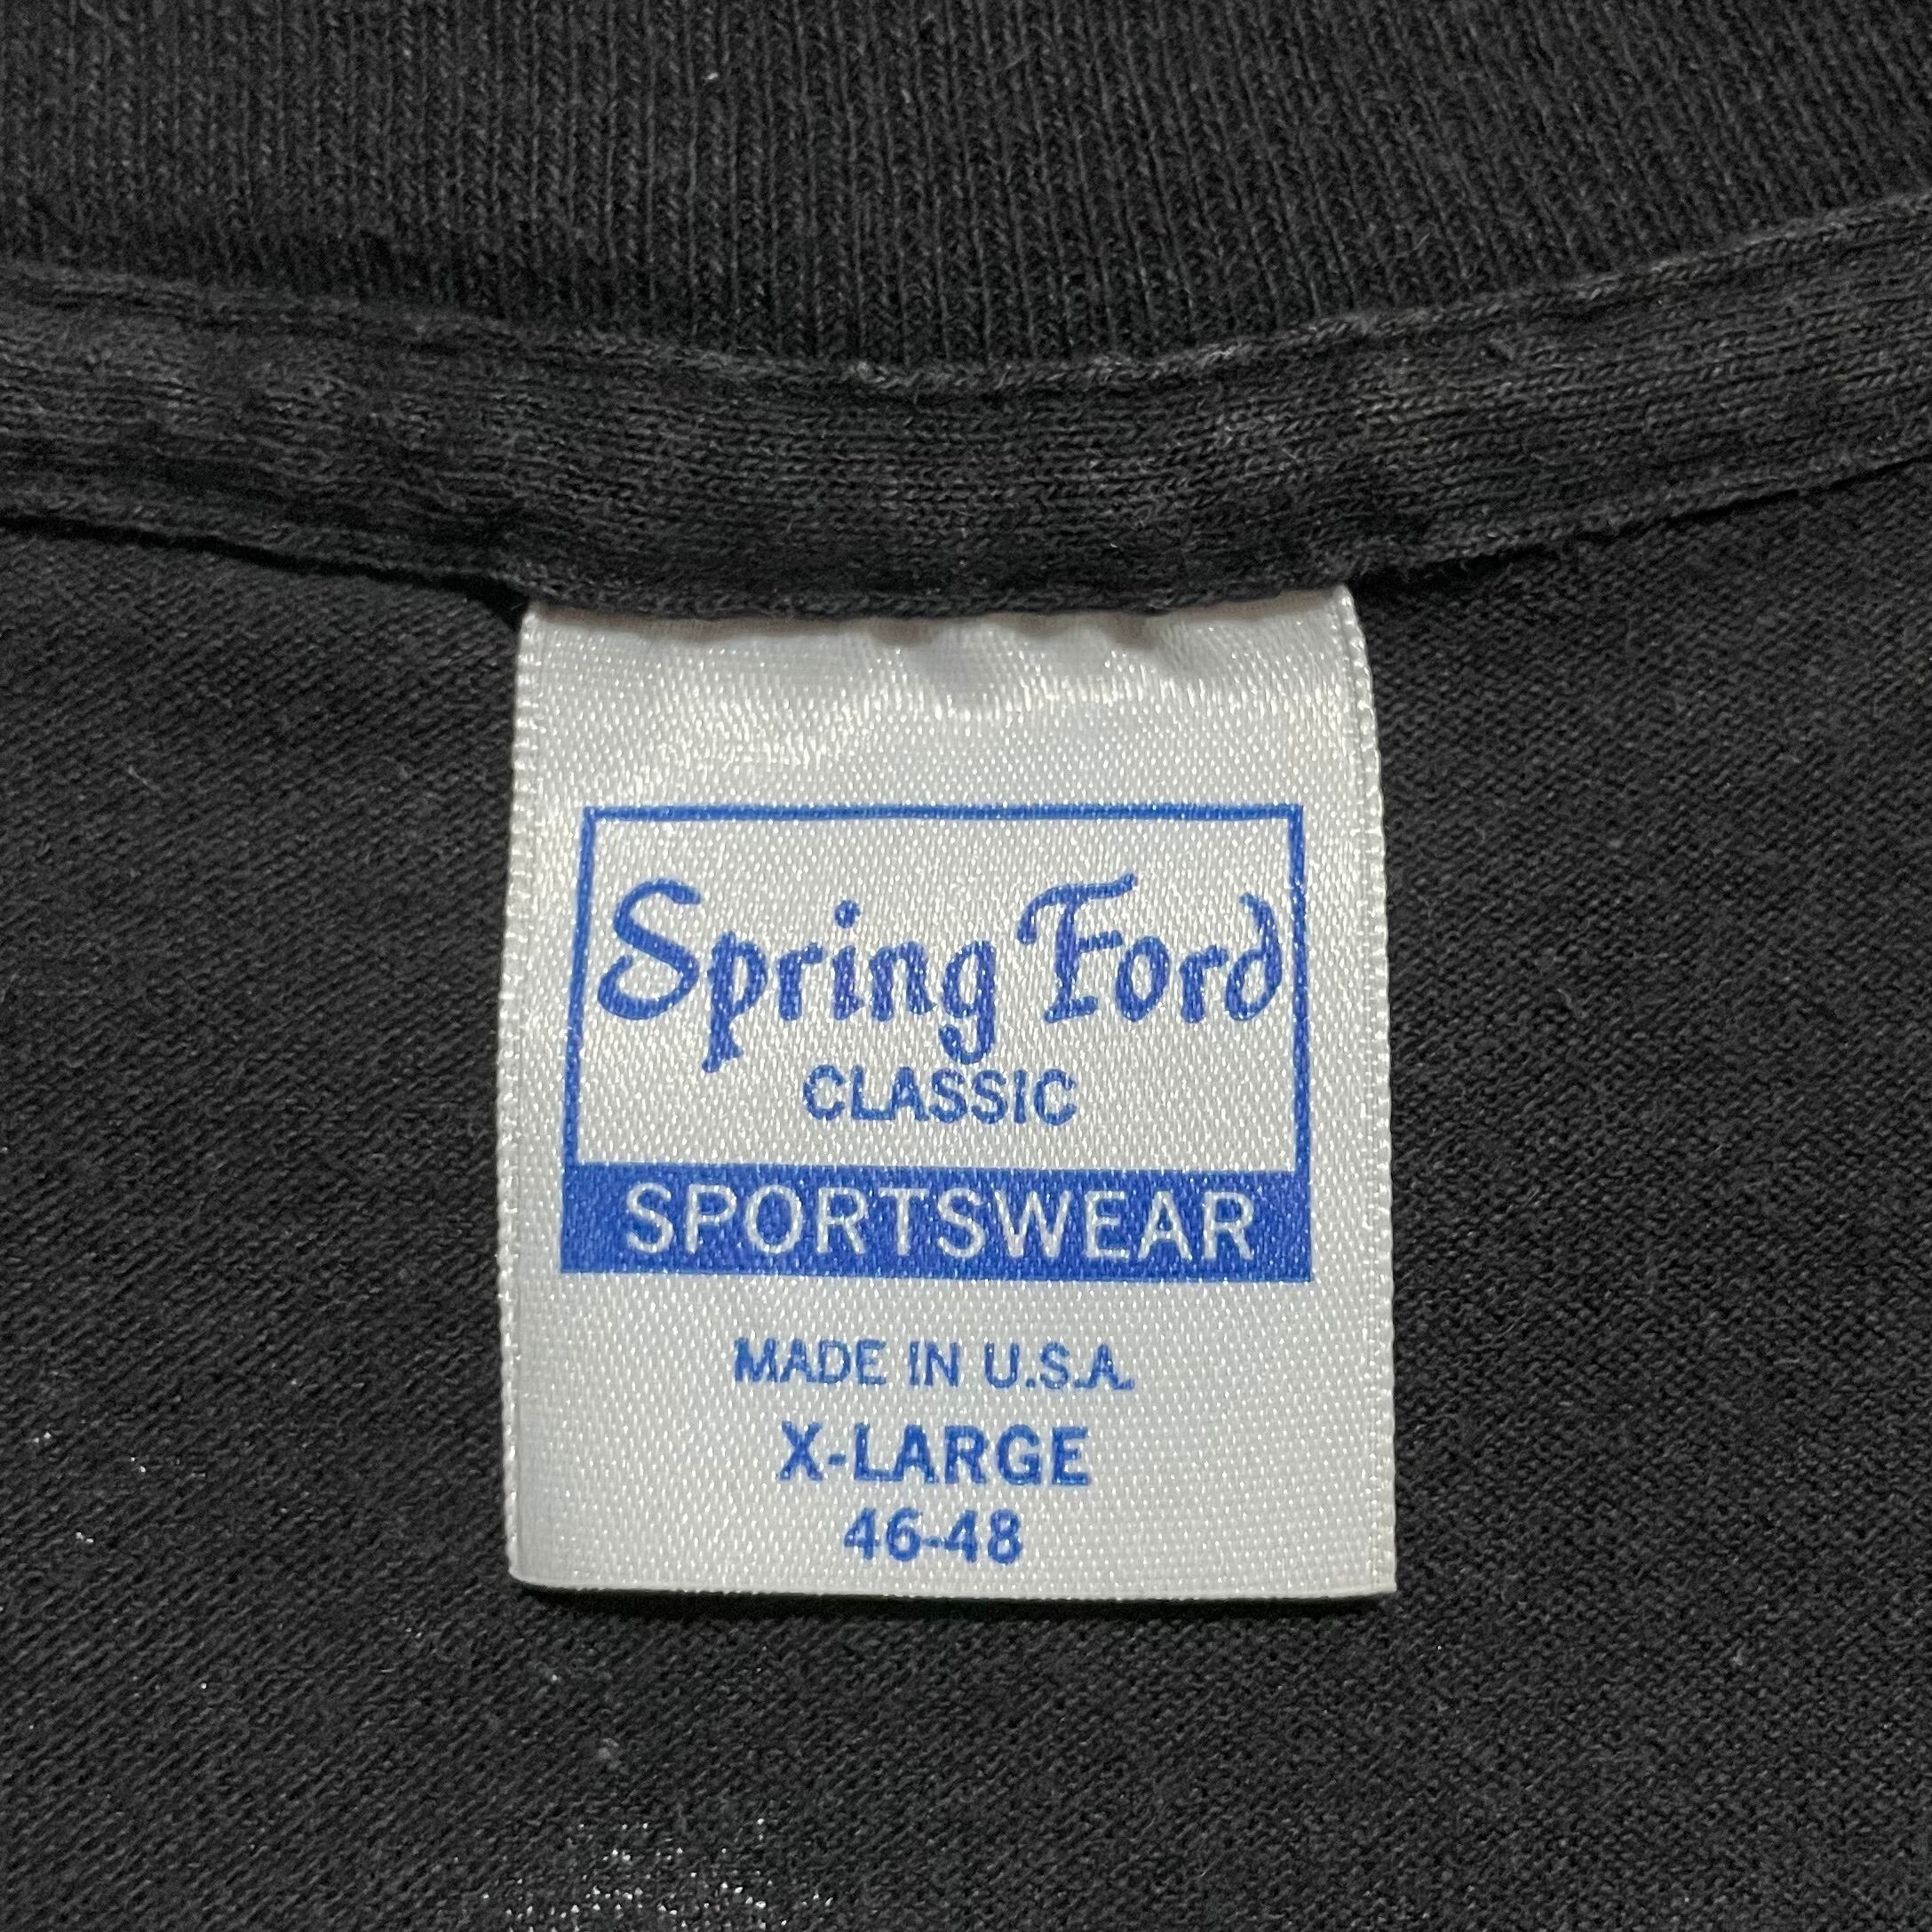 Spring Ford
CLASSIC
SPORTSWEAR
MADE IN U.S.A.
X-LARGE
46-48